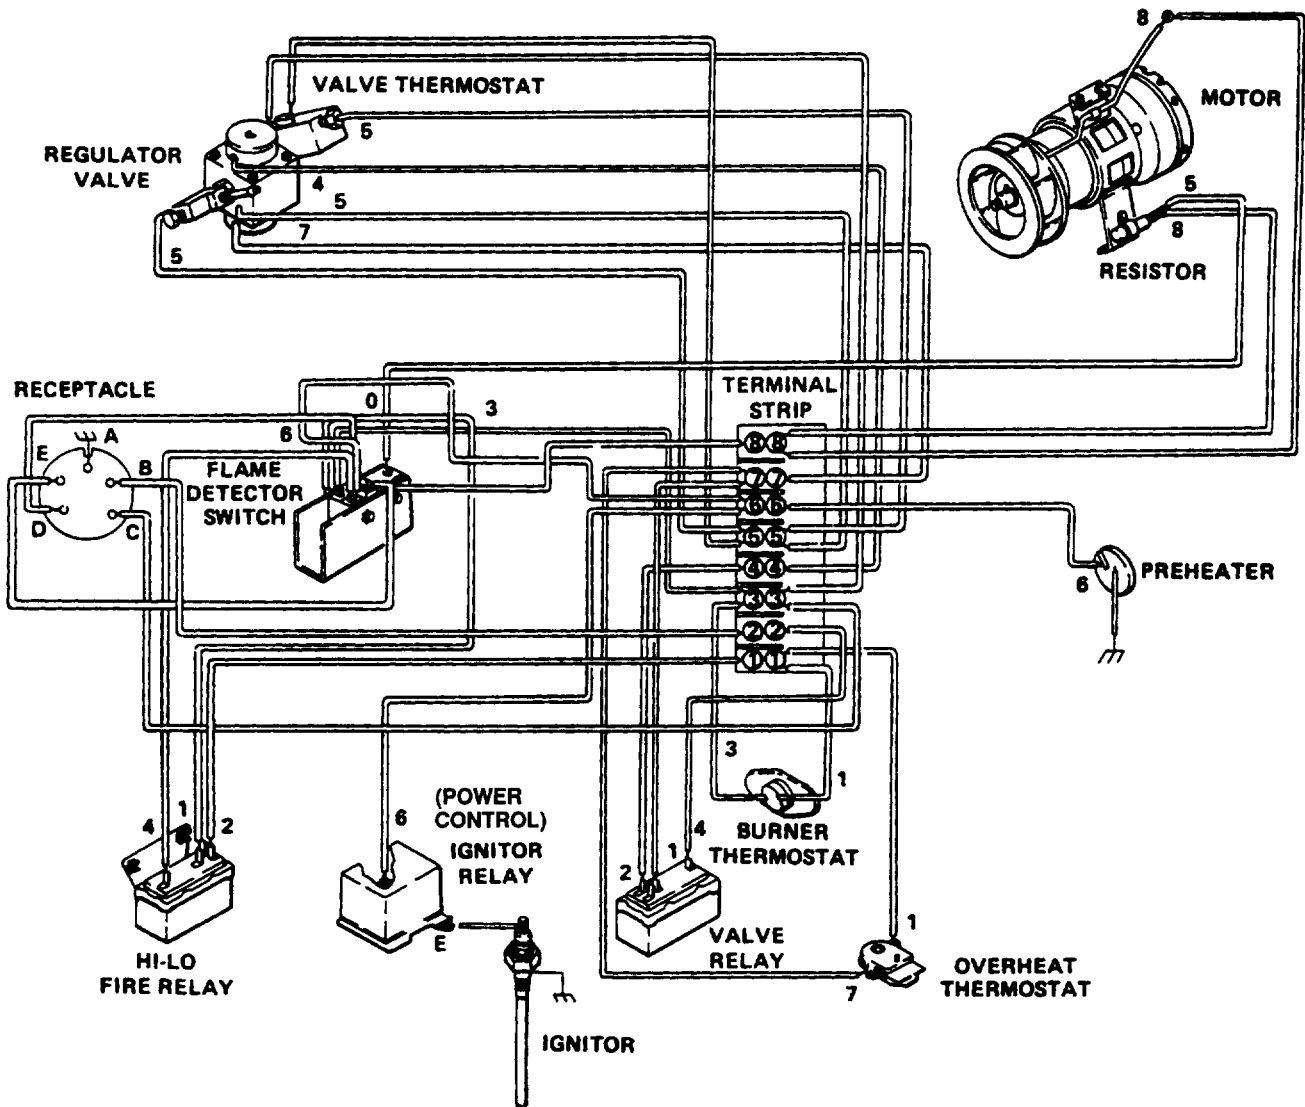 8
VALVE THERMOSTAT
MOTOR
5
REGULATOR
VALVE
4
5
5
7
8
5
RESISTOR
RECEPTACLE
TERMINAL
STRIP
0
3
A
6
E
B
FLAME
DETECTOR
SWITCH
D
C
8 8
7 7
6 6
5 5
4 4
3 3
2 2
1 1
6
PREHEATER
3
1
BURNER
THERMOSTAT
4
1
2
HI-LO
FIRE RELAY
6
(POWER
CONTROL)
IGNITOR
RELAY
E
IGNITOR
4
1
2
VALVE
RELAY
1
7
OVERHEAT
THERMOSTAT